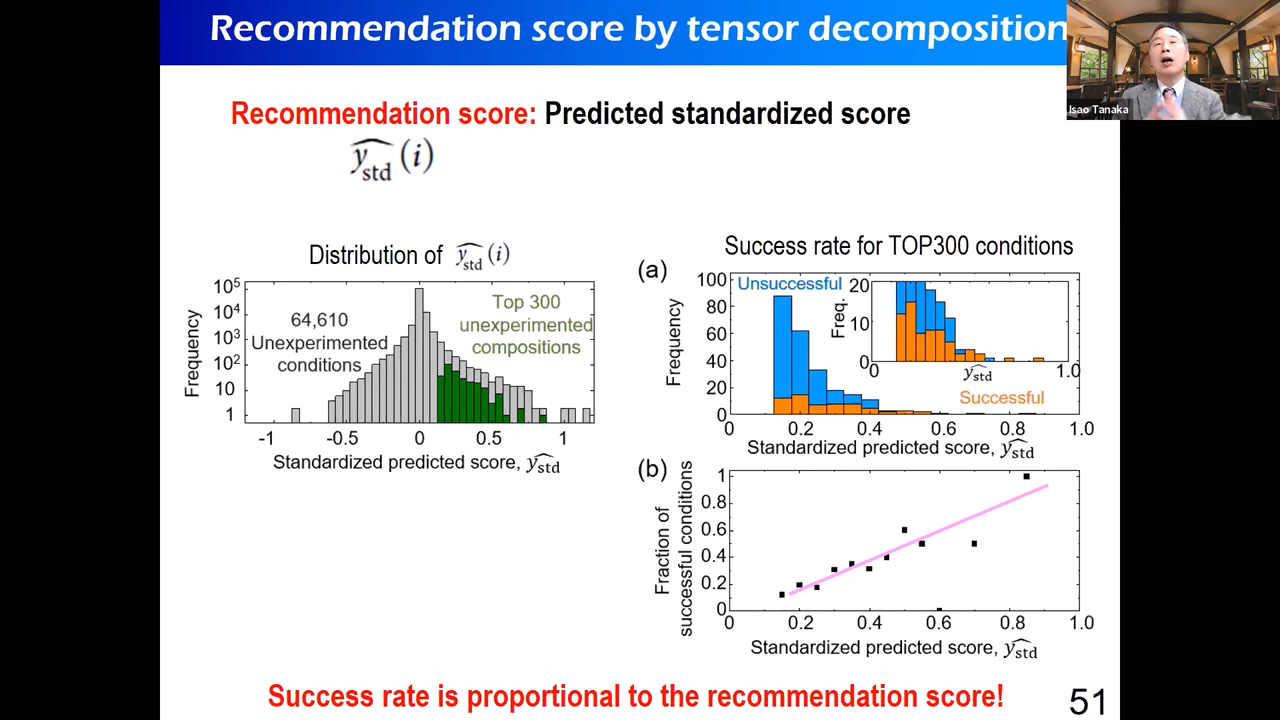 Recommendation score by tensor decomposition
Isao Tanaka
Recommendation score: Predicted standardized score
y_std^(i)
Distribution of y_std^(i)
Frequency
10^5
10^4
10^3
10^2
10
1
64,610
Unexperimented
conditions
Top 300
unexperimented
compositions
-1 -0.5 0 0.5 1
Standardized predicted score, ŷ_std
Success rate for TOP300 conditions
(a)
Frequency
100
80
60
40
20
0
Unsuccessful
Freq.
20
10
0
0 ŷ_std 1.0
Successful
0 0.2 0.4 0.6 0.8 1.0
Standardized predicted score, ŷ_std
(b)
Fraction of
successful conditions
1
0.8
0.6
0.4
0.2
0
0 0.2 0.4 0.6 0.8 1.0
Standardized predicted score, ŷ_std
Success rate is proportional to the recommendation score!
51